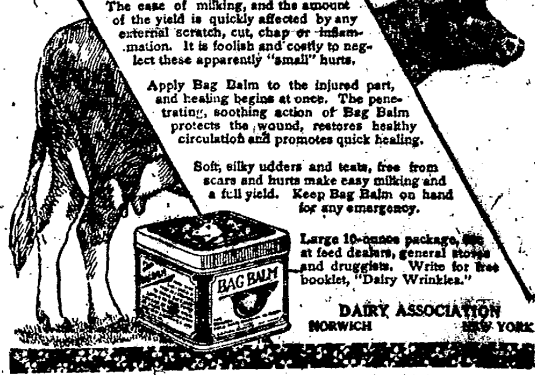 The ease of milking, and the amount
of the yield is quickly affected by any
external scratch, cut, chap or inflam-
mation. It is foolish and costly to neg-
lect these apparently "small" hurts.
Apply Bag Balm to the injured part,
and healing begins at once. The pene-
trating, soothing action of Bag Balm
protects the wound, restores healthy
circulation and promotes quick healing.
Soft, silky udders and teats, free from
scars and hurts make easy milking and
a full yield. Keep Bag Balm on hand
for any emergency.
Large 10-ounce package,
at feed dealers, general stores
and druggists. Write for free
booklet, "Dairy Wrinkles."
DAIRY ASSOCIATION
NORWICH NEW YORK
BAG BALM